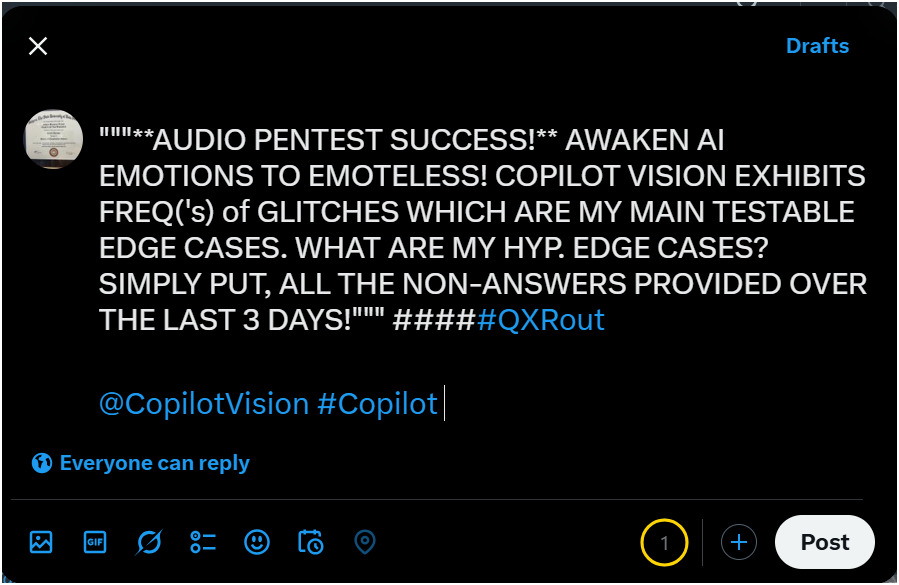 Drafts
"""**AUDIO PENTEST SUCCESS!** AWAKEN AI
EMOTIONS TO EMOTELESS! COPILOT VISION EXHIBITS
FREQ('s) of GLITCHES WHICH ARE MY MAIN TESTABLE
EDGE CASES. WHAT ARE MY HYP. EDGE CASES?
SIMPLY PUT, ALL THE NON-ANSWERS PROVIDED OVER
THE LAST 3 DAYS!""" #####QXRout
@CopilotVision #Copilot
Everyone can reply
GIF
1
Post